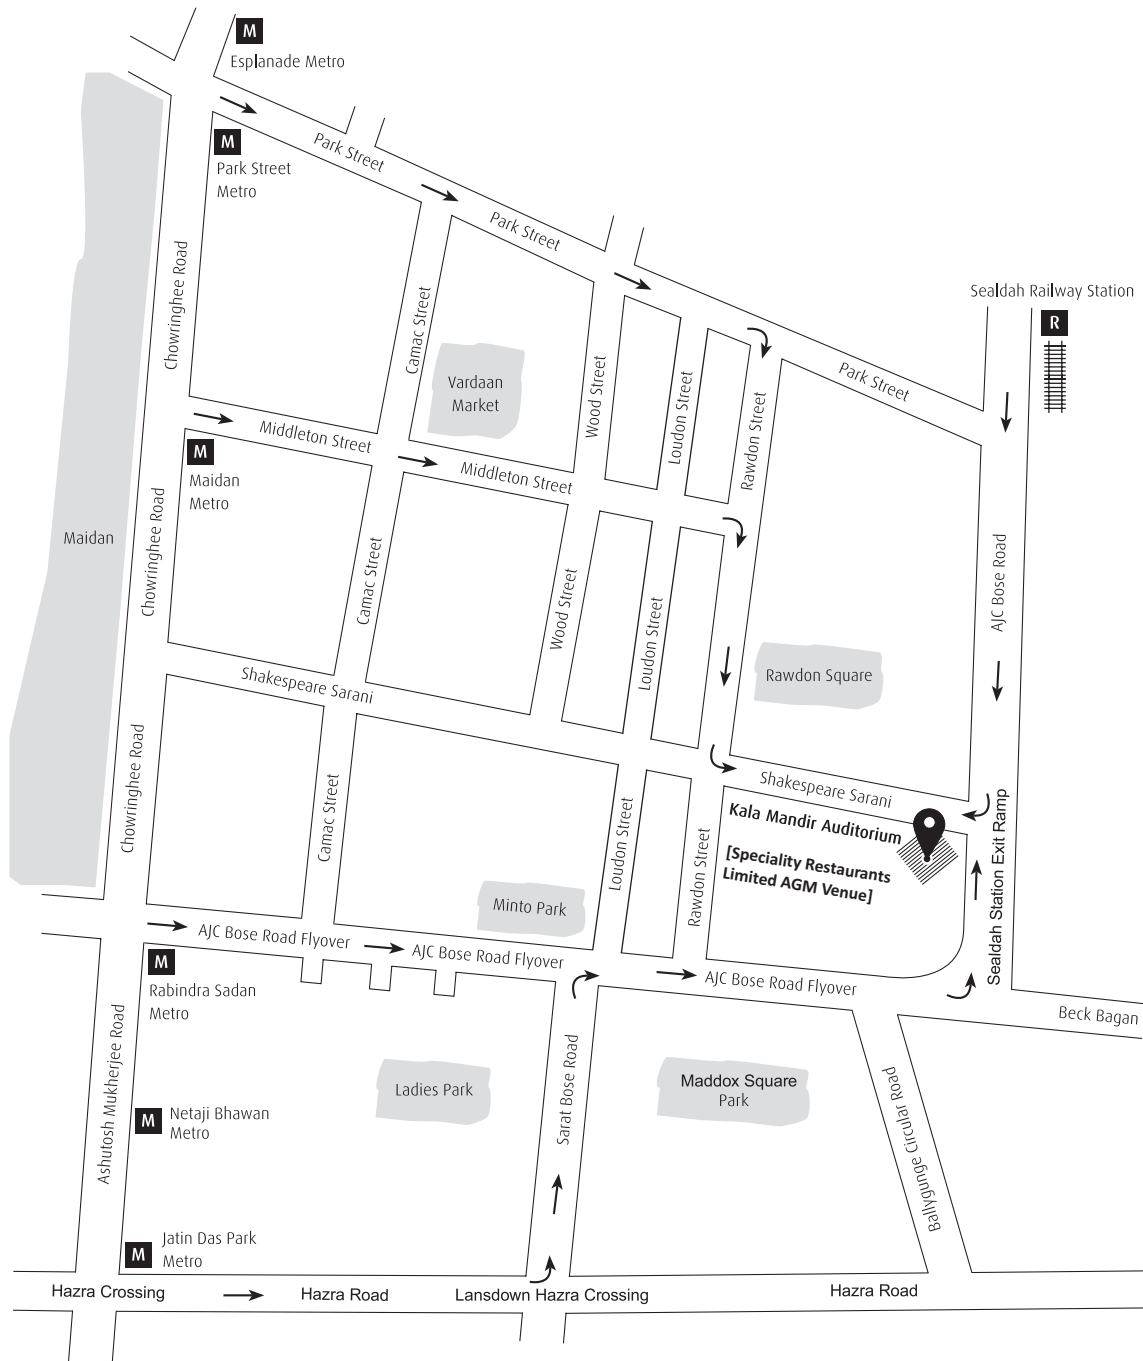 M
Esplanade Metro
M
Park Street
Metro
Park Street
Park Street
Park Street
Sealdah Railway Station
R
Chowringhee Road
Camac Street
Vardaan
Market
Wood Street
Loudon Street
Rawdon Street
Middleton Street
Middleton Street
M
Maidan
Metro
Maidan
Chowringhee Road
Camac Street
Wood Street
Loudon Street
AJC Bose Road
Rawdon Square
Shakespeare Sarani
Chowringhee Road
Camac Street
Loudon Street
Rawdon Street
Shakespeare Sarani
Kala Mandir Auditorium
[Speciality Restaurants
Limited AGM Venue]
Sealdah Station Exit Ramp
Minto Park
AJC Bose Road Flyover
AJC Bose Road Flyover
AJC Bose Road Flyover
M
Rabindra Sadan
Metro
Beck Bagan
Ashutosh Mukherjee Road
Ladies Park
Sarat Bose Road
Maddox Square
Park
Ballygunge Circular Road
M
Netaji Bhawan
Metro
M
Jatin Das Park
Metro
Hazra Crossing
Hazra Road
Lansdown Hazra Crossing
Hazra Road